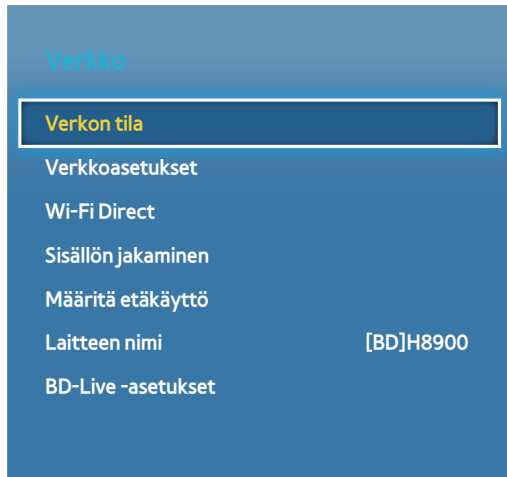 Verkko
Verkon tila
Verkkoasetukset
Wi-Fi Direct
Sisällön jakaminen
Määritä etäkäyttö
Laitteen nimi [BD]H8900
BD-Live -asetukset